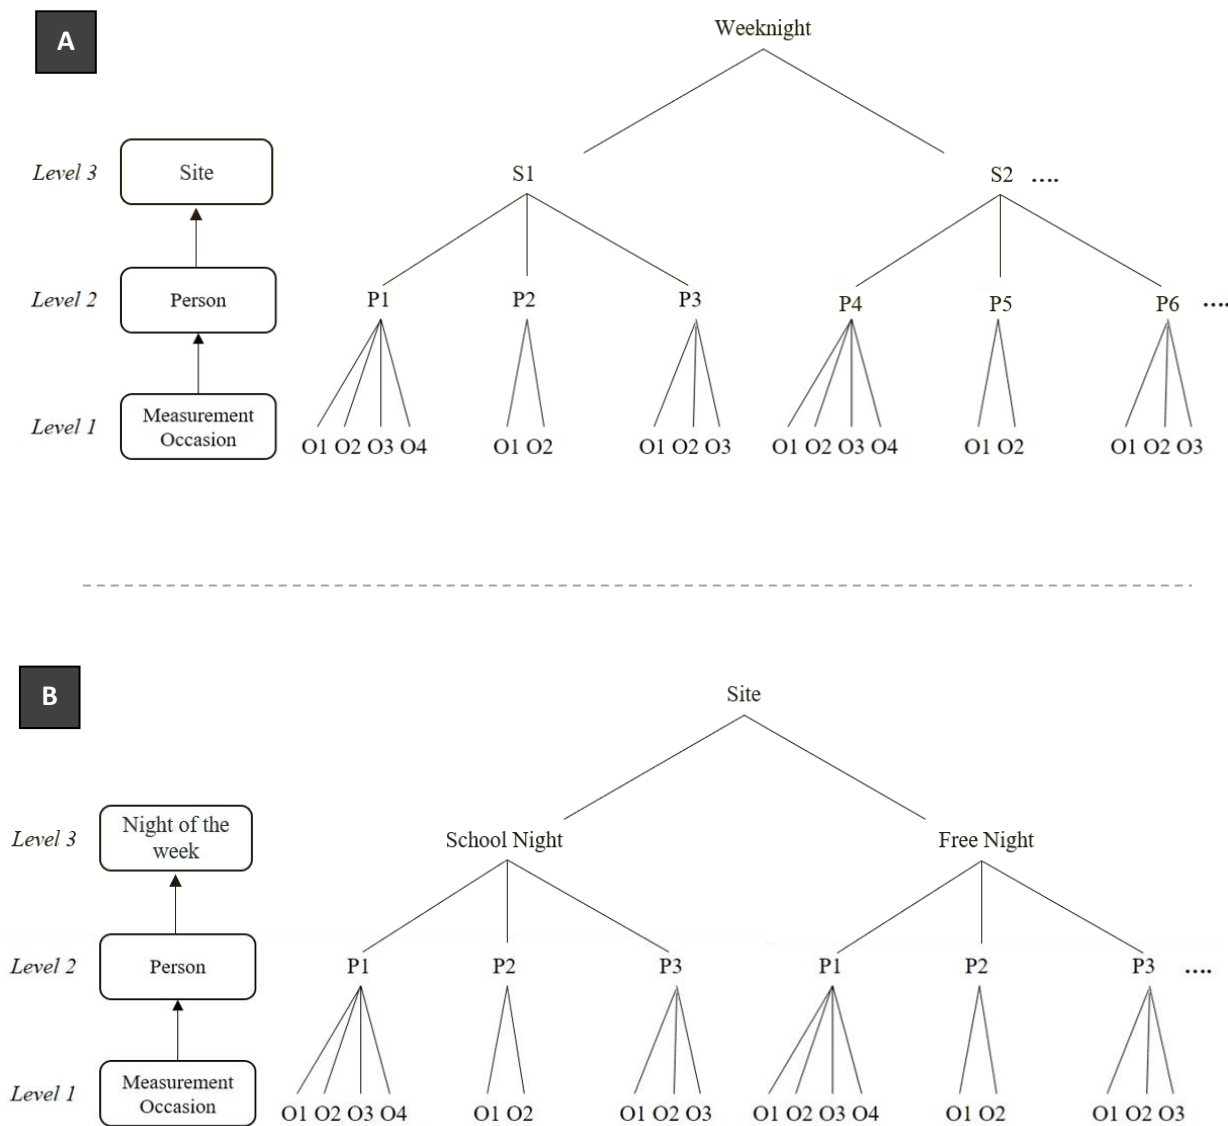 A
Weeknight
Level 3 Site S1 S2 ....
Level 2 Person P1 P2 P3 P4 P5 P6 ....
Level 1 Measurement
Occasion
O1 O2 O3 O4 O1 O2 O1 O2 O3 O1 O2 O3 O4 O1 O2 O1 O2 O3
B
Site
Level 3 Night of the
week
School Night Free Night
Level 2 Person P1 P2 P3 P1 P2 P3 ....
Level 1 Measurement
Occasion
O1 O2 O3 O4 O1 O2 O1 O2 O3 O1 O2 O3 O4 O1 O2 O1 O2 O3